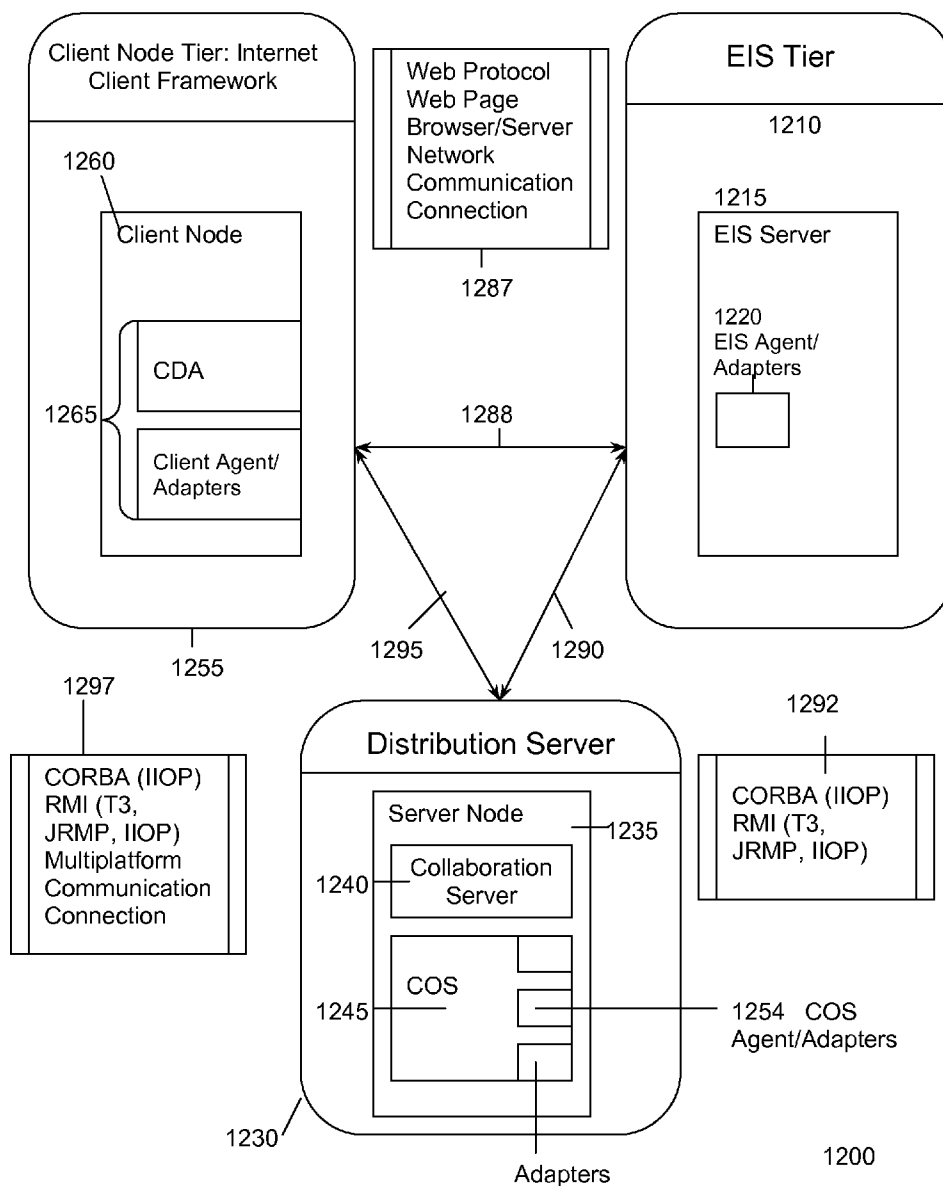 Client Node Tier: Internet
Client Framework
1260
Client Node
CDA
1265
Client Agent/
Adapters
1255
Web Protocol
Web Page
Browser/Server
Network
Communication
Connection
1287
EIS Tier
1210
1215
EIS Server
1220
EIS Agent/
Adapters
1288
1295
1290
1297
CORBA (IIOP)
RMI (T3,
JRMP, IIOP)
Multiplatform
Communication
Connection
Distribution Server
Server Node
1235
1240
Collaboration
Server
COS
1245
1254 COS
Agent/Adapters
1230
Adapters
1292
CORBA (IIOP)
RMI (T3,
JRMP, IIOP)
1200